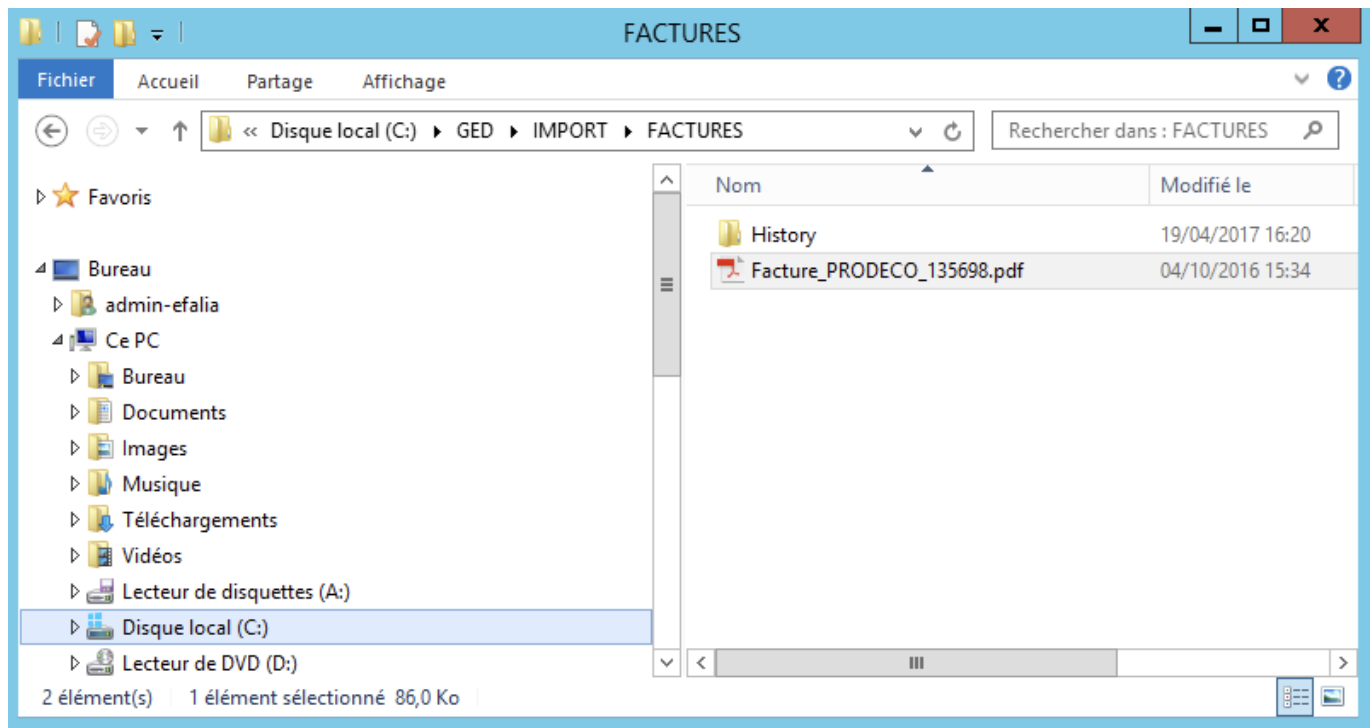 FACTURES
Fichier Accueil Partage Affichage
« Disque local (C:) GED IMPORT FACTURES Rechercher dans : FACTURES
Favoris
Bureau
admin-efalia
Ce PC
Bureau
Documents
Images
Musique
Téléchargements
Vidéos
Lecteur de disquettes (A:)
Disque local (C:)
Lecteur de DVD (D:)
Nom Modifié le
History 19/04/2017 16:20
Facture_PRODECO_135698.pdf 04/10/2016 15:34
2 élément(s) 1 élément sélectionné 86,0 Ko